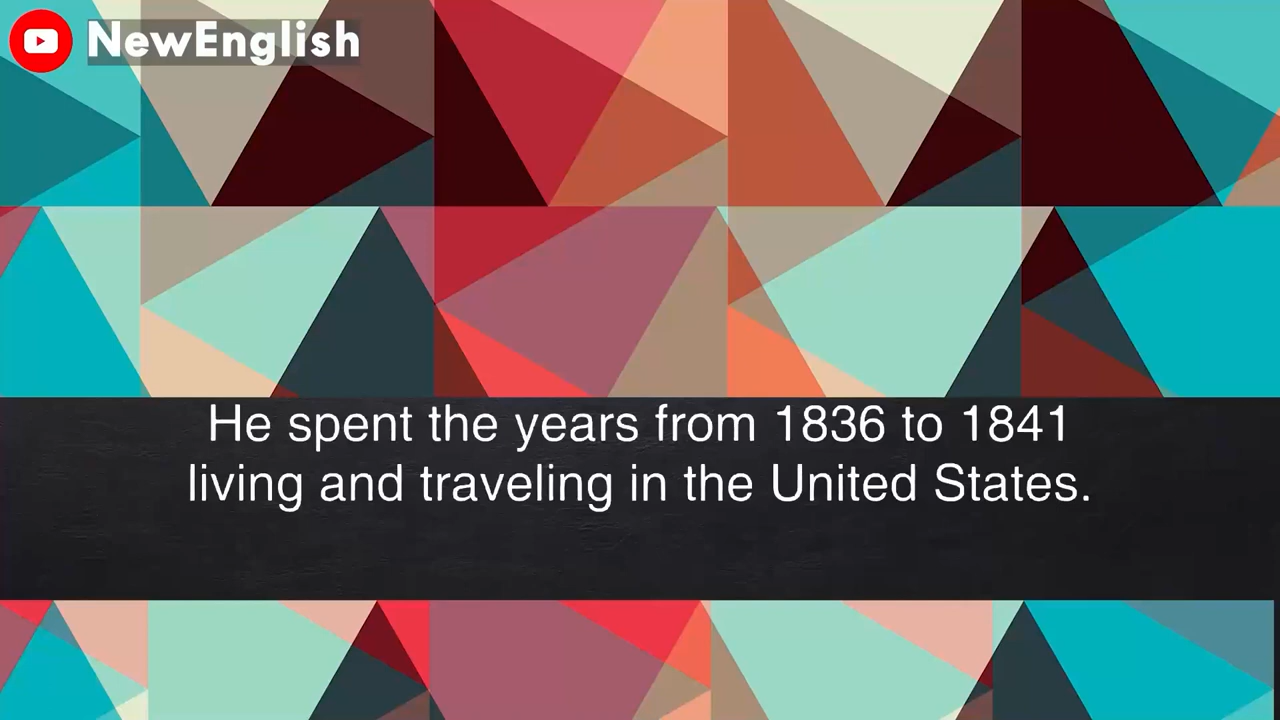 NewEnglish
He spent the years from 1836 to 1841
living and traveling in the United States.